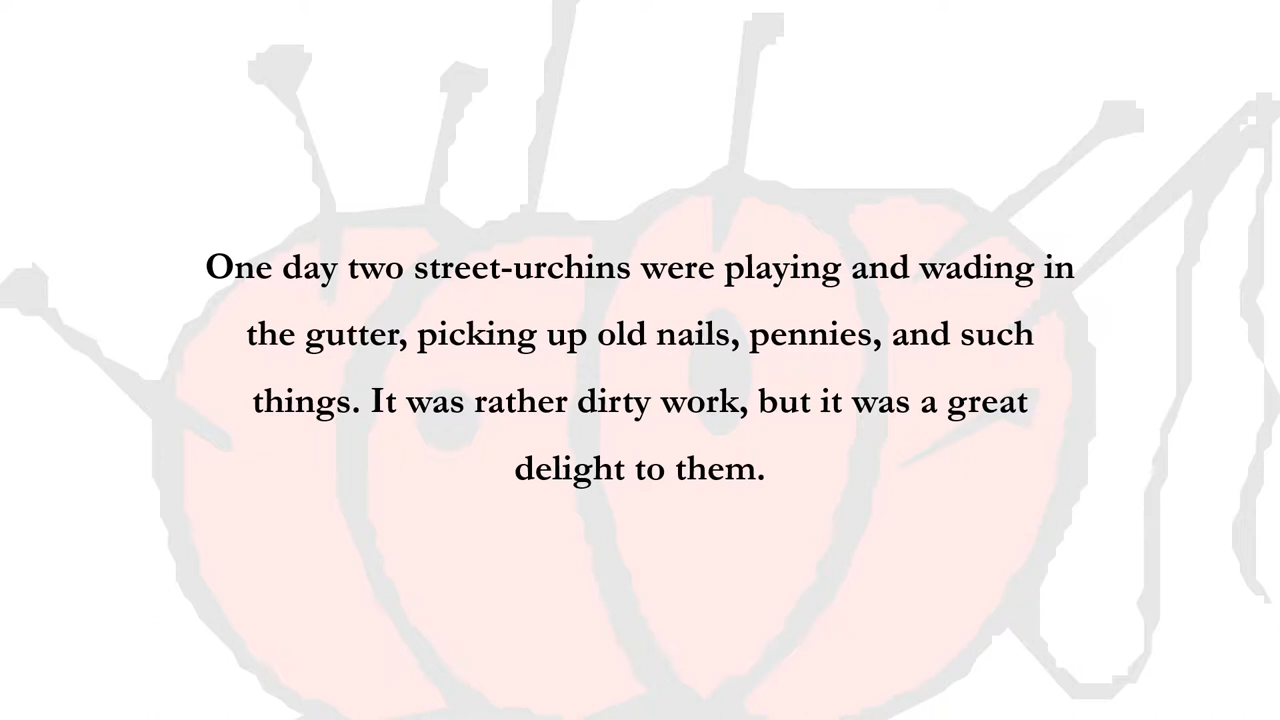 One day two street-urchins were playing and wading in
the gutter, picking up old nails, pennies, and such
things. It was rather dirty work, but it was a great
delight to them.